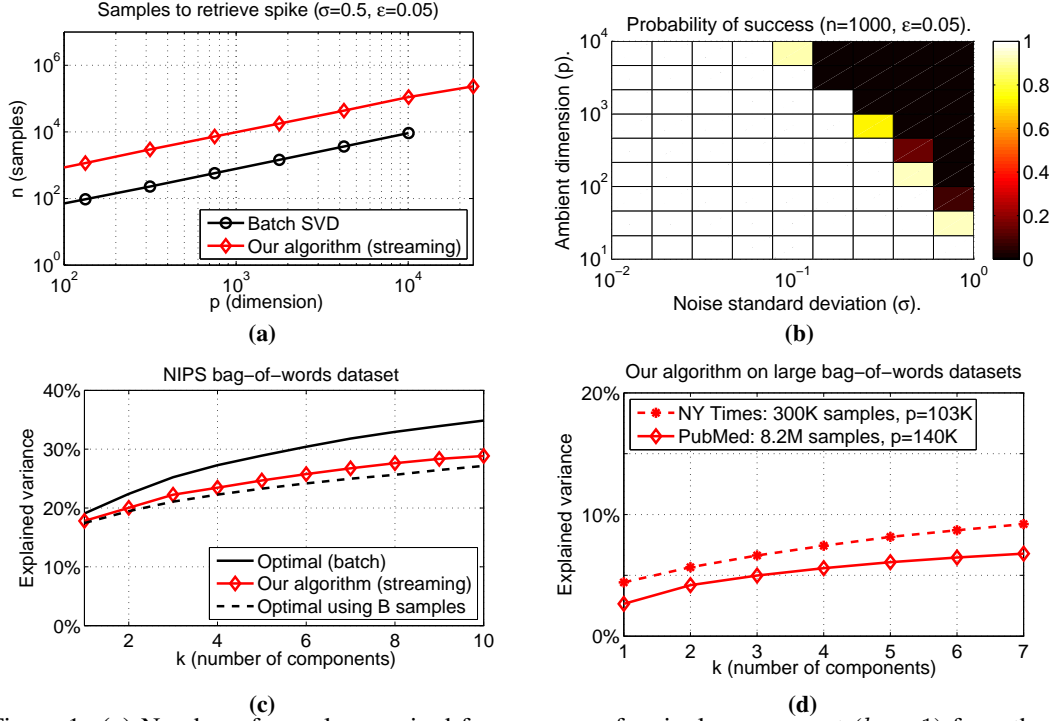 Samples to retrieve spike (σ=0.5, ε=0.05)
n (samples)
10^6
10^4
10^2
10^0
10^2
10^3
10^4
p (dimension)
Batch SVD
Our algorithm (streaming)
(a)
Probability of success (n=1000, ε=0.05).
Ambient dimension (p).
10^4
10^3
10^2
10^1
10^−2
10^−1
10^0
Noise standard deviation (σ).
1
0.8
0.6
0.4
0.2
0
(b)
NIPS bag−of−words dataset
Explained variance
40%
30%
20%
10%
0%
2
4
6
8
10
k (number of components)
Optimal (batch)
Our algorithm (streaming)
Optimal using B samples
(c)
Our algorithm on large bag−of−words datasets
Explained variance
20%
10%
0%
1
2
3
4
5
6
7
k (number of components)
NY Times: 300K samples, p=103K
PubMed: 8.2M samples, p=140K
(d)